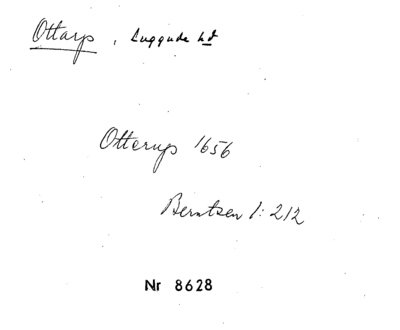 Ottarp, Luggude hd
Otterup 1656
Berntsen 1:212
Nr 8628